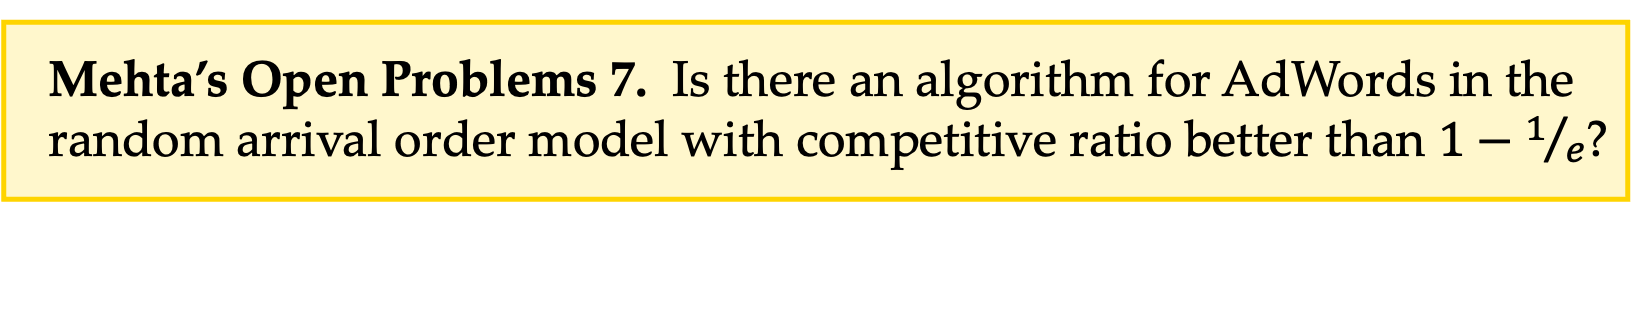 Mehta's Open Problems 7. Is there an algorithm for AdWords in the
random arrival order model with competitive ratio better than 1 − 1/e?